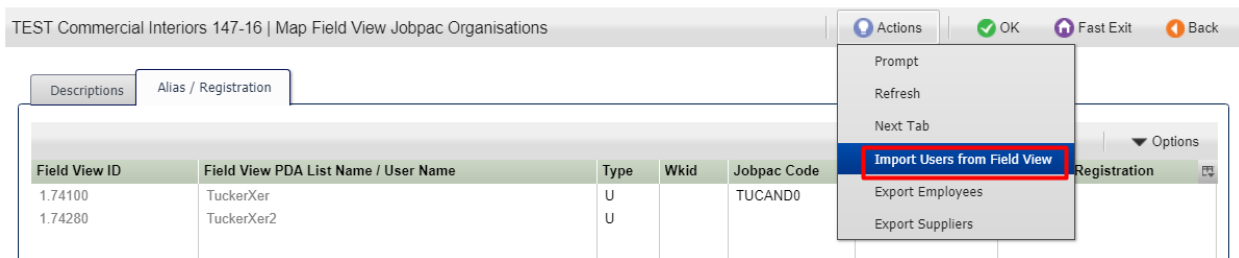 TEST Commercial Interiors 147-16 | Map Field View Jobpac Organisations Actions OK Fast Exit Back
Prompt
Descriptions Alias / Registration
Refresh
Next Tab
Options
Import Users from Field View
Field View ID Field View PDA List Name / User Name Type Wkid Jobpac Code Registration
1.74100 TuckerXer U TUCAND0
Export Employees
1.74280 TuckerXer2 U
Export Suppliers